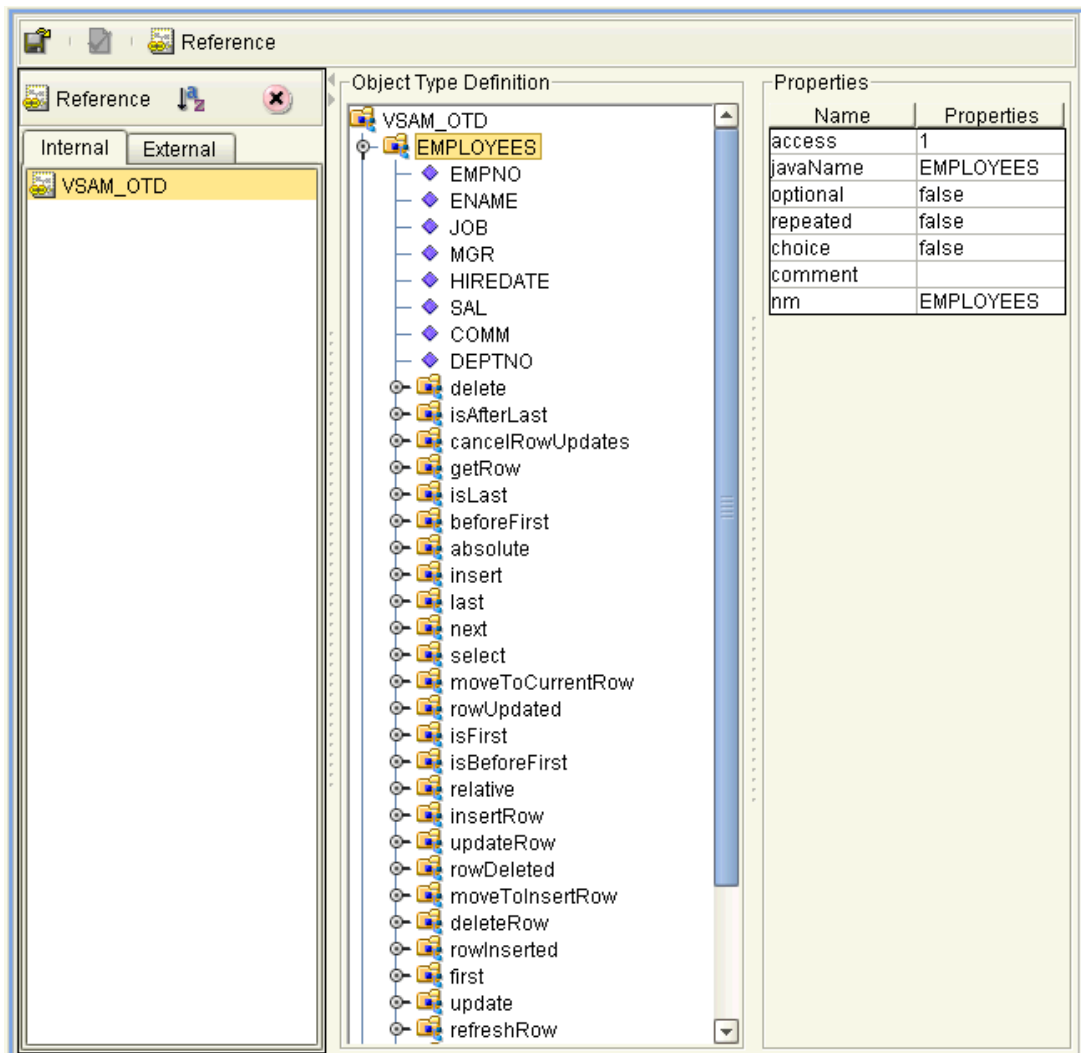 Reference
Reference
Internal External
VSAM_OTD
Object Type Definition
VSAM_OTD
EMPLOYEES
EMPNO
ENAME
JOB
MGR
HIREDATE
SAL
COMM
DEPTNO
delete
isAfterLast
cancelRowUpdates
getRow
isLast
beforeFirst
absolute
insert
last
next
select
moveToCurrentRow
rowUpdated
isFirst
isBeforeFirst
relative
insertRow
updateRow
rowDeleted
moveToInsertRow
deleteRow
rowInserted
first
update
refreshRow
Properties
Name Properties
access 1
javaName EMPLOYEES
optional false
repeated false
choice false
comment
nm EMPLOYEES